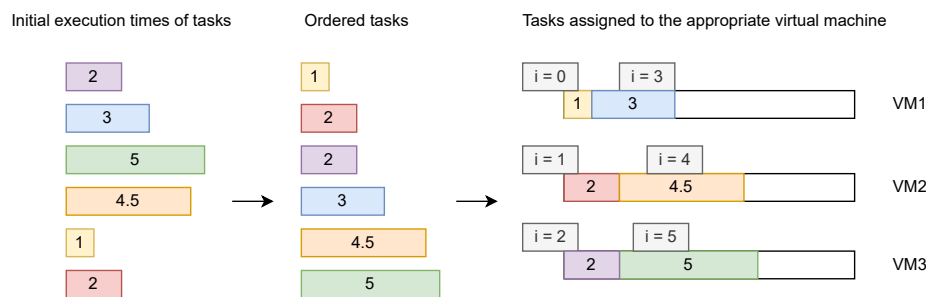 Initial execution times of tasks
Ordered tasks
Tasks assigned to the appropriate virtual machine
2
3
5
4.5
1
2
1
2
2
3
4.5
5
i = 0
i = 3
1
3
VM1
i = 1
i = 4
2
4.5
VM2
i = 2
i = 5
2
5
VM3